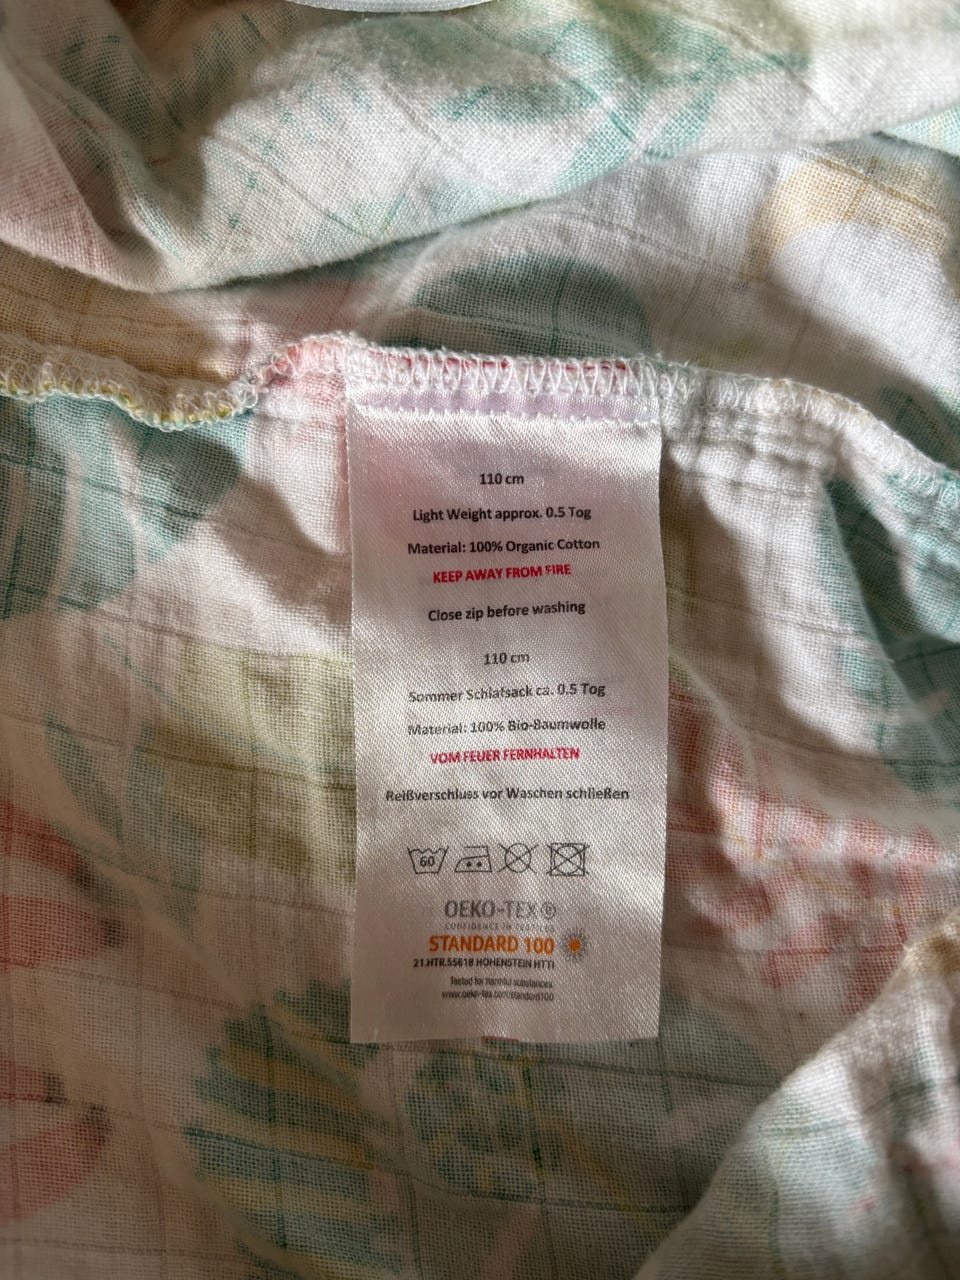 110 cm
Light Weight approx. 0.5 Tog
Material: 100% Organic Cotton
KEEP AWAY FROM FIRE
Close zip before washing
110 cm
Sommer Schlafsack ca. 0.5 Tog
Material: 100% Bio-Baumwolle
VOM FEUER FERNHALTEN
Reißverschluss vor Waschen schließen
60
OEKO-TEX®
CONFIDENCE IN TEXTILES
STANDARD 100
21.HTR.55618 HOHENSTEIN HTTI
Tested for harmful substances
www.oeko-tex.com/standard100